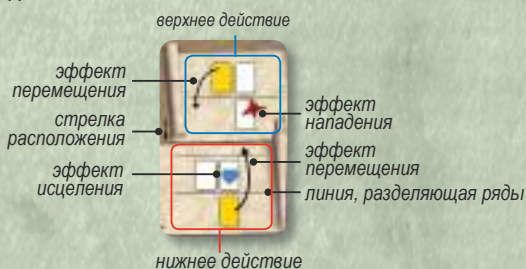 верхнее действие
эффект
перемещения
стрелка
расположения
эффект
исцеления
эффект
нападения
эффект
перемещения
линия, разделяющая ряды
нижнее действие